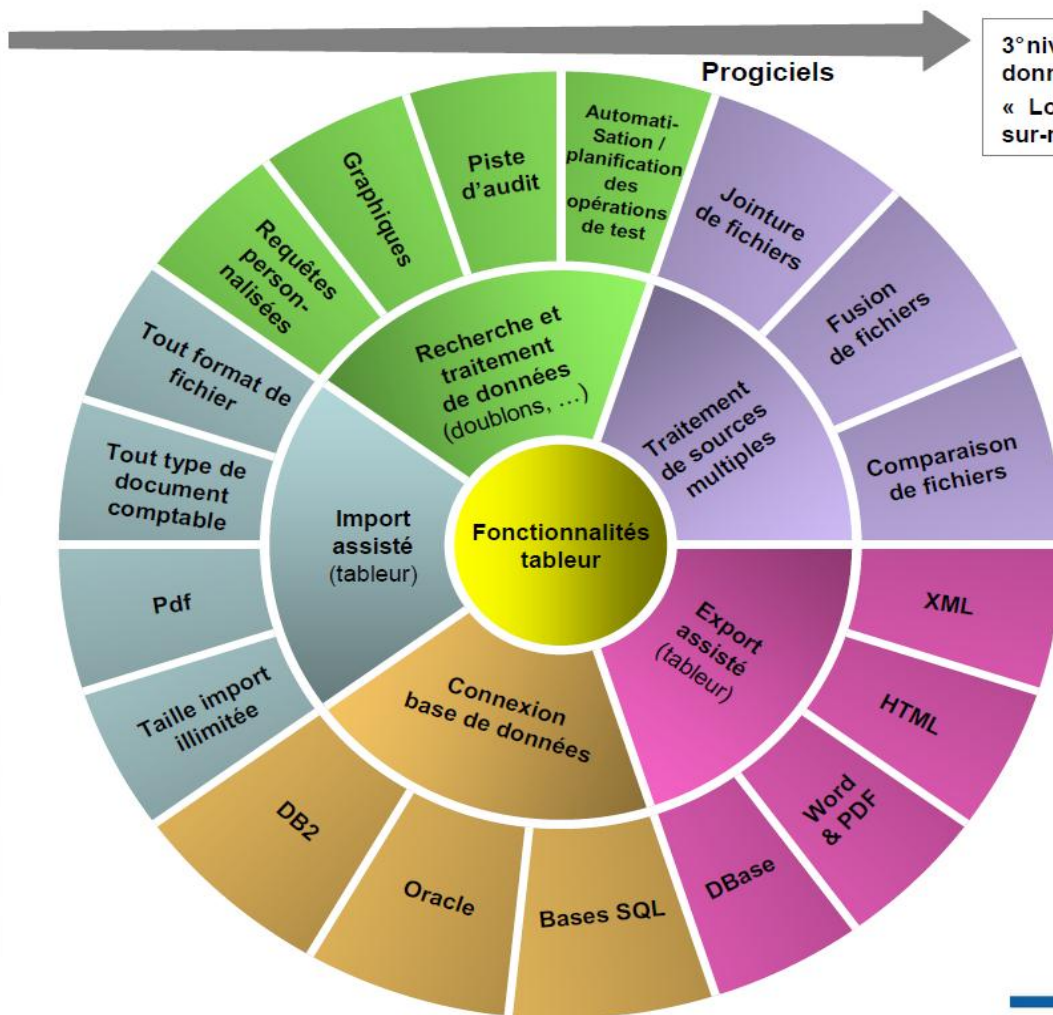 Progiciels
3°niv
donn
« Lo
sur-m
Automati-
Sation /
planification
des
opérations
de test
Piste
d'audit
Graphiques
Requêtes
person-
nalisées
Jointure
de fichiers
Fusion
de fichiers
Comparaison
de fichiers
Tout format de
fichier
Tout type de
document
comptable
Pdf
Taille import
illimitée
Recherche et
traitement
de données
(doublons, …)
Traitement
de sources
multiples
Import
assisté
(tableur)
Fonctionnalités
tableur
Export
assisté
(tableur)
Connexion
base de données
XML
HTML
Word
& PDF
DBase
Bases SQL
Oracle
DB2